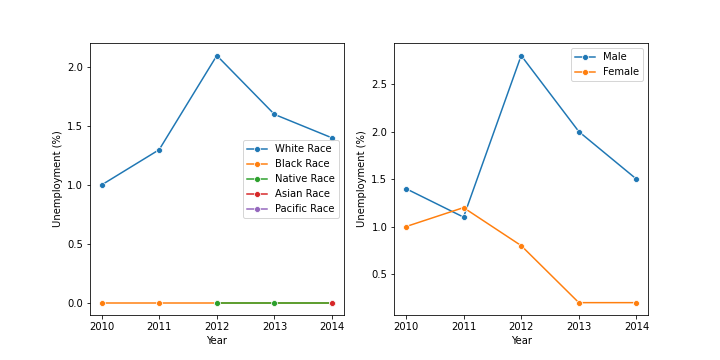 2.0
1.5
1.0
0.5
0.0
Unemployment (%)
2010 2011 2012 2013 2014
Year
White Race
Black Race
Native Race
Asian Race
Pacific Race
2.5
2.0
1.5
1.0
0.5
Unemployment (%)
2010 2011 2012 2013 2014
Year
Male
Female